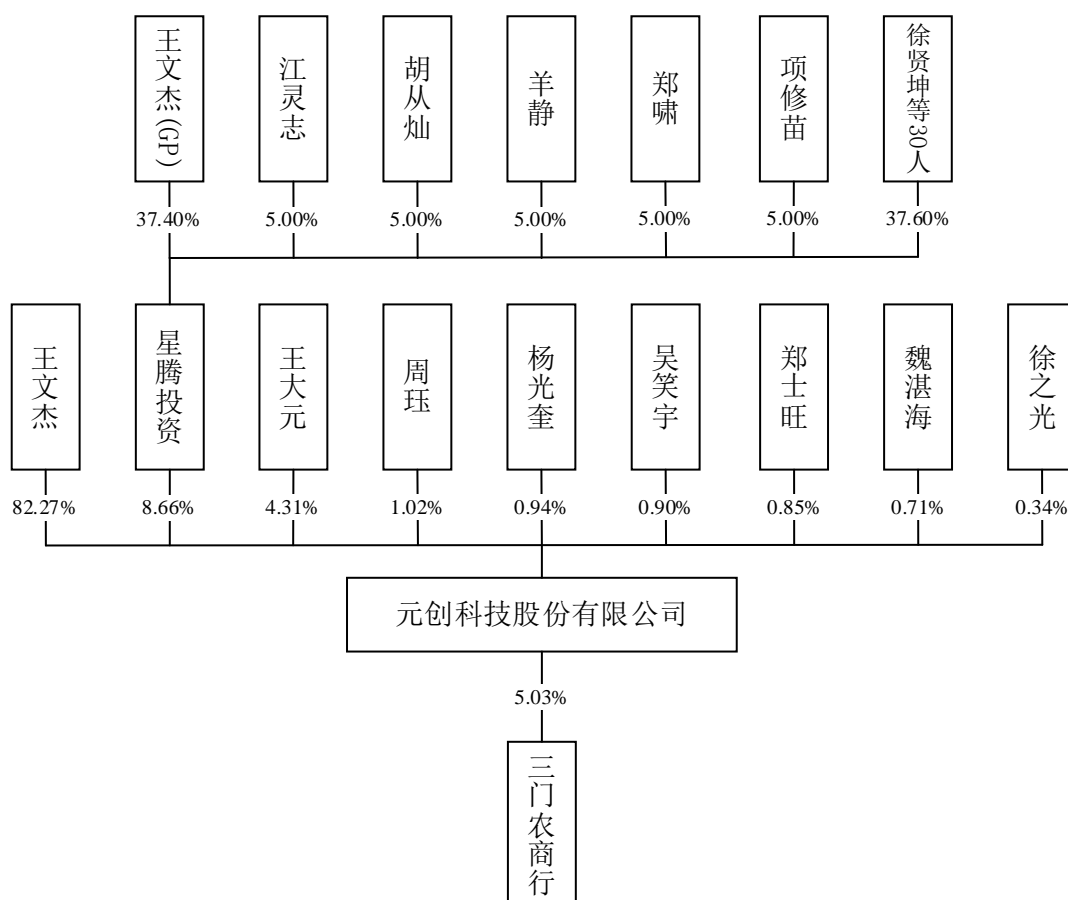 王文杰(GP)
江灵志
胡从灿
羊静
郑啸
项修苗
徐贤坤等30人
37.40%
5.00%
5.00%
5.00%
5.00%
5.00%
37.60%
王文杰
星腾投资
王大元
周珏
杨光奎
吴笑宇
郑士旺
魏湛海
徐之光
82.27%
8.66%
4.31%
1.02%
0.94%
0.90%
0.85%
0.71%
0.34%
元创科技股份有限公司
5.03%
三门农商行